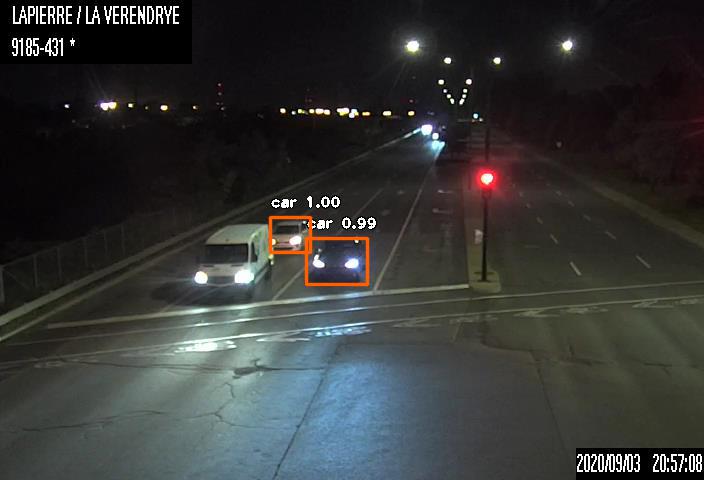 LAPIERRE / LA VERENDRYE
9185-431 *
car 1.00
car 0.99
2020/09/03 20:57:08